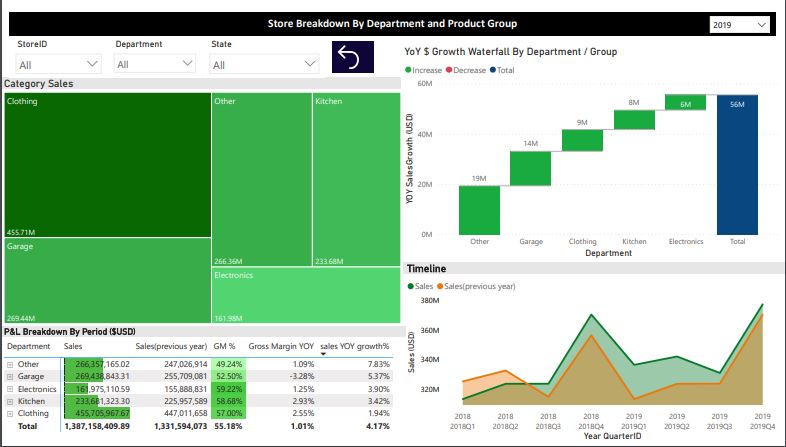 Store Breakdown By Department and Product Group
2019
StoreID Department State
All All All
Category Sales
Clothing
455.71M
Garage
269.44M
Other
266.36M
Kitchen
233.68M
Electronics
161.98M
YoY $ Growth Waterfall By Department / Group
Increase Decrease Total
YOY SalesGrowth (USD)
60M
40M
20M
0M
19M
14M
9M
8M
6M
56M
Other Garage Clothing Kitchen Electronics Total
Department
P&L Breakdown By Period ($USD)
Department Sales Sales(previous year) GM % Gross Margin YOY sales YOY growth%
Other 266,357,165.02 247,026,914 49.24% 1.09% 7.83%
Garage 269,438,843.31 255,709,081 52.50% -3.28% 5.37%
Electronics 161,975,110.59 155,888,831 59.22% 1.25% 3.90%
Kitchen 233,681,323.30 225,957,589 58.68% 2.93% 3.42%
Clothing 455,705,967.67 447,011,658 57.00% 2.55% 1.94%
Total 1,387,158,409.89 1,331,594,073 55.18% 1.01% 4.17%
Timeline
Sales Sales(previous year)
Sales (USD)
380M
360M
340M
320M
2018 2018 2018 2018 2019 2019 2019 2019
2018Q1 2018Q2 2018Q3 2018Q4 2019Q1 2019Q2 2019Q3 2019Q4
Year QuarterID